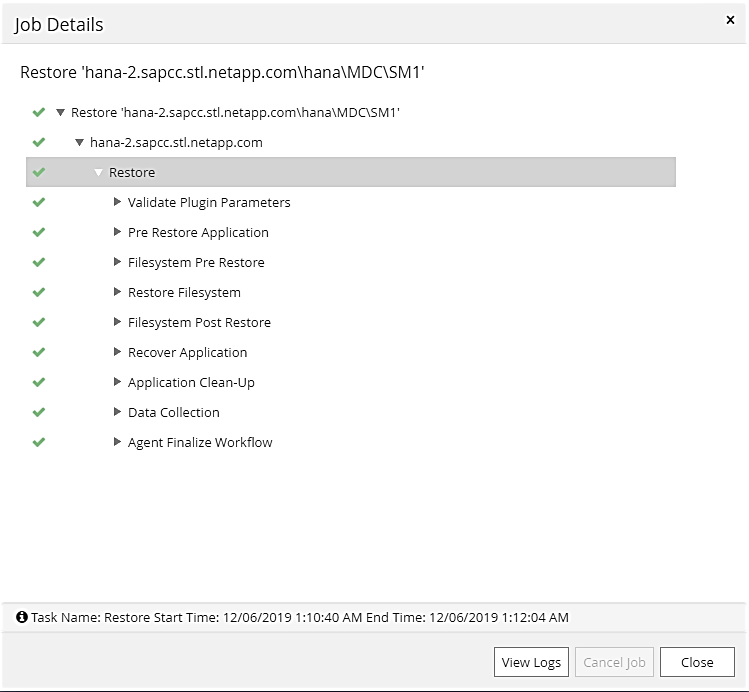 Job Details
×
Restore 'hana-2.sapcc.stl.netapp.com\hana\MDC\SM1'
Restore 'hana-2.sapcc.stl.netapp.com\hana\MDC\SM1'
hana-2.sapcc.stl.netapp.com
Restore
Validate Plugin Parameters
Pre Restore Application
Filesystem Pre Restore
Restore Filesystem
Filesystem Post Restore
Recover Application
Application Clean-Up
Data Collection
Agent Finalize Workflow
Task Name: Restore Start Time: 12/06/2019 1:10:40 AM End Time: 12/06/2019 1:12:04 AM
View Logs Cancel Job Close